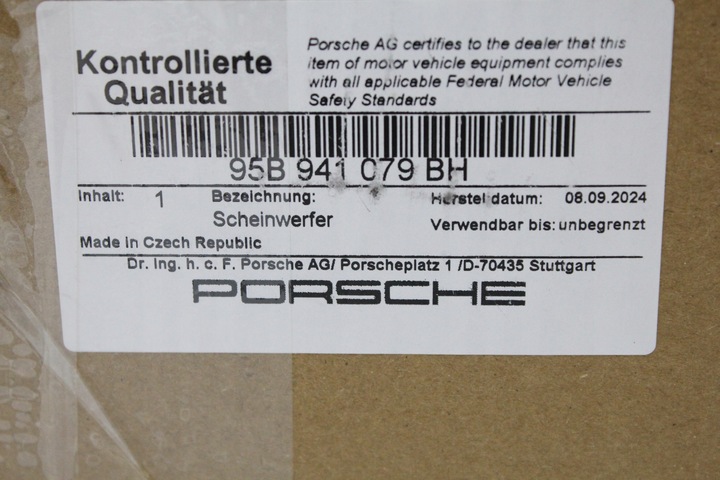 Kontrollierte
Qualität
Porsche AG certifies to the dealer that this
item of motor vehicle equipment complies
with all applicable Federal Motor Vehicle
Safety Standards
95B 941 079 BH
Inhalt: 1 Bezeichnung: Herstel datum: 08.09.2024
Scheinwerfer Verwendbar bis: unbegrenzt
Made in Czech Republic
Dr. Ing. h. c. F. Porsche AG/ Porscheplatz 1 /D-70435 Stuttgart
PORSCHE